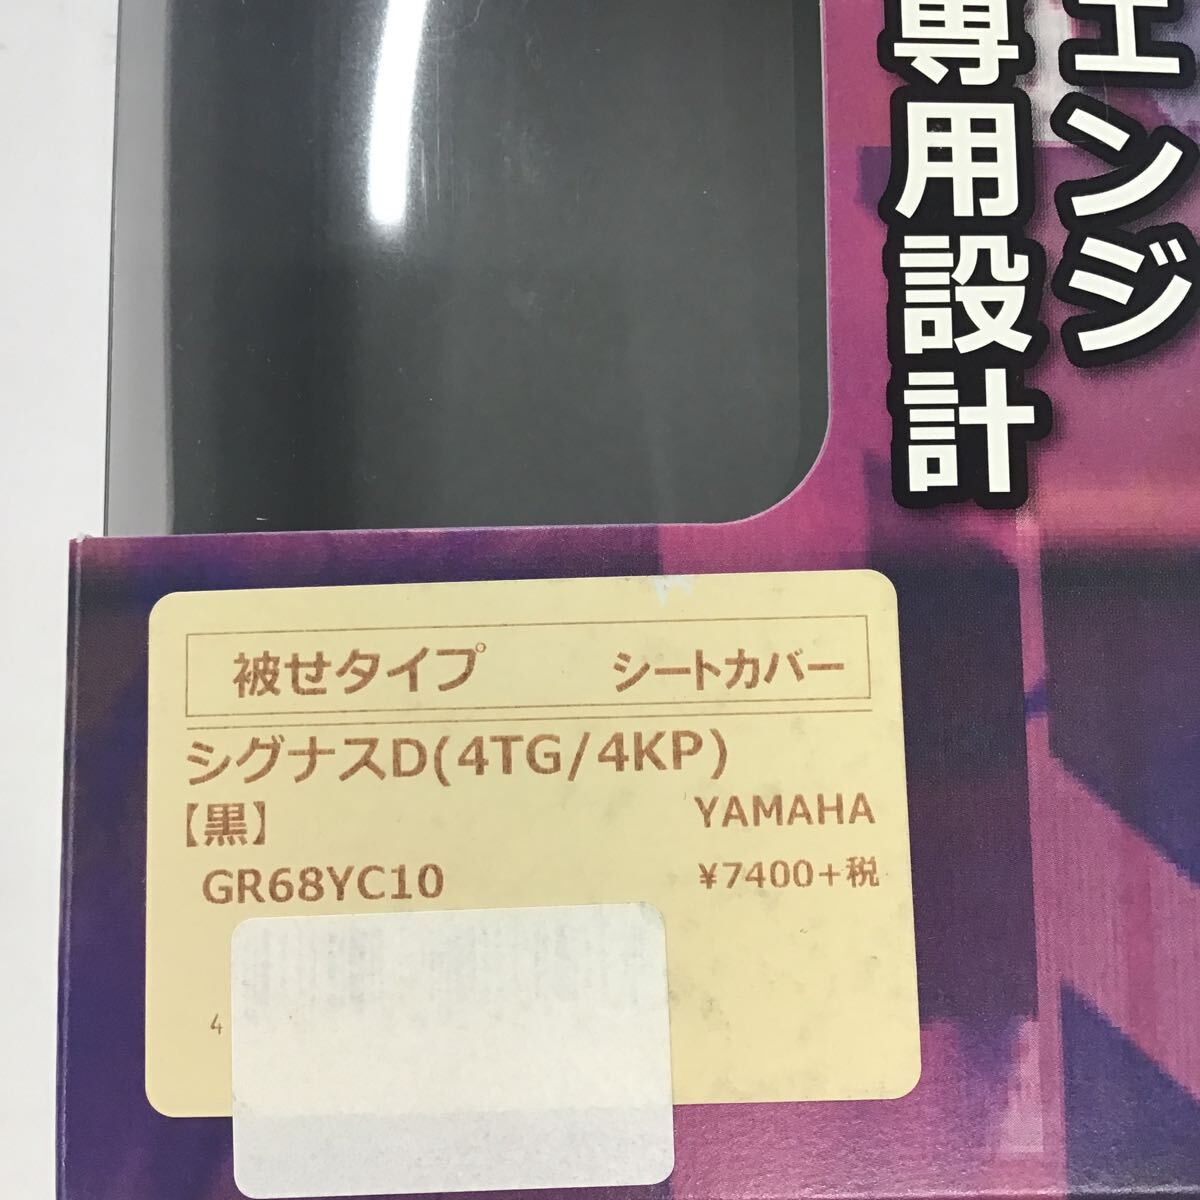 エンジ
専用設計
被せタイプ シートカバー
シグナスD(4TG/4KP)
【黒】 YAMAHA
GR68YC10 ¥7400+税
4